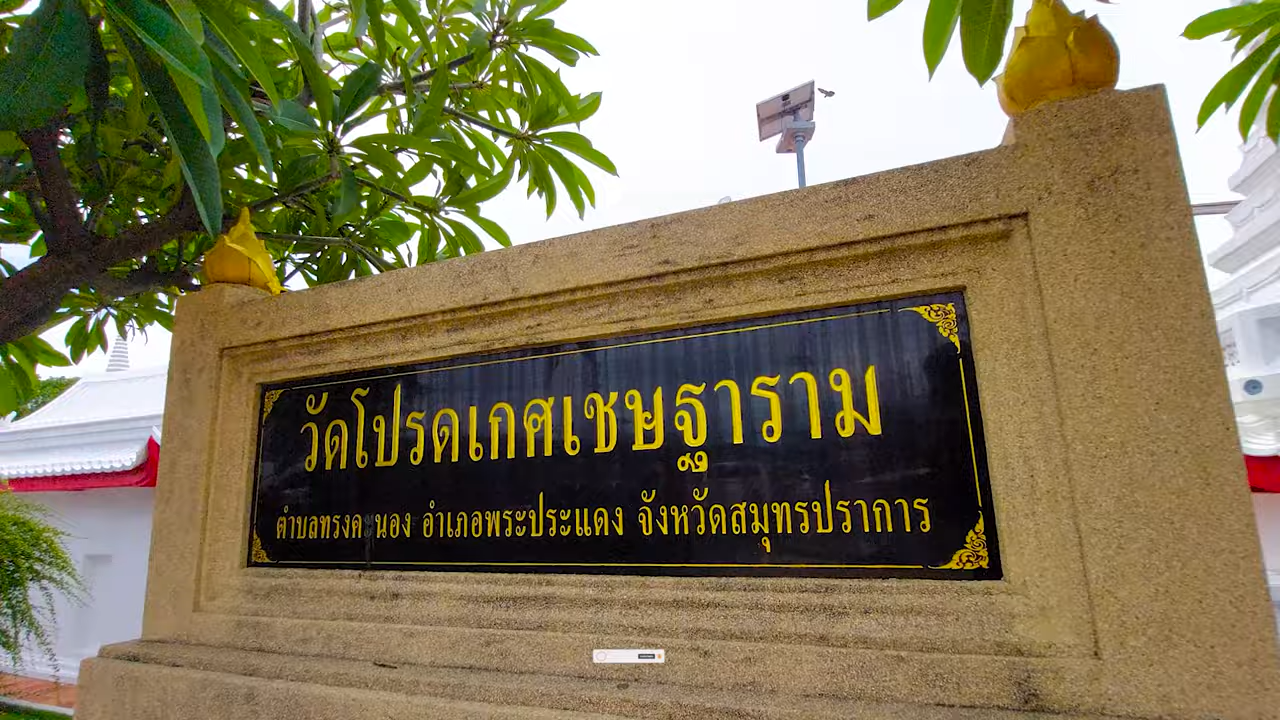 วัดโปรดเกศเชษฐาราม
ตำบลทรงคะนอง อำเภอพระประแดง จังหวัดสมุทรปราการ